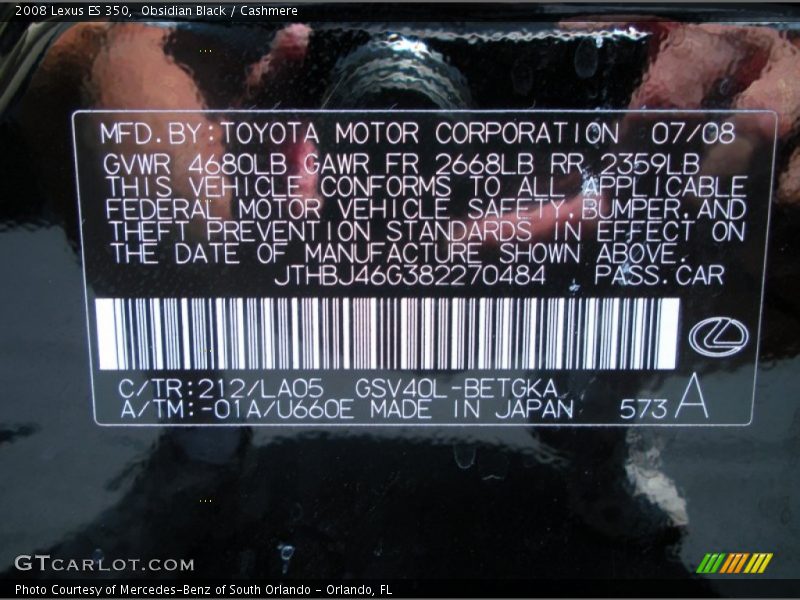 2008 Lexus ES 350,  Obsidian Black / Cashmere
MFD.BY:TOYOTA MOTOR CORPORATION 07/08
GVWR 4680LB GAWR FR 2668LB RR 2359LB
THIS VEHICLE CONFORMS TO ALL APPLICABLE
FEDERAL MOTOR VEHICLE SAFETY,BUMPER,AND
THEFT PREVENTION STANDARDS IN EFFECT ON
THE DATE OF MANUFACTURE SHOWN ABOVE.
JTHBJ46G382270484 PASS.CAR
C/TR:212/LA05 GSV40L-BETGKA
A/TM:-01A/U660E MADE IN JAPAN 573 A
GTCARLOT.COM
Photo Courtesy of Mercedes-Benz of South Orlando - Orlando, FL